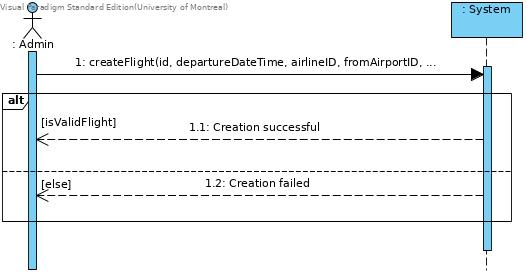 Visual Paradigm Standard Edition(University of Montreal)
: System
: Admin
1: createFlight(id, departureDateTime, airlineID, fromAirportID, ...
alt
[isValidFlight]
1.1: Creation successful
[else]
1.2: Creation failed